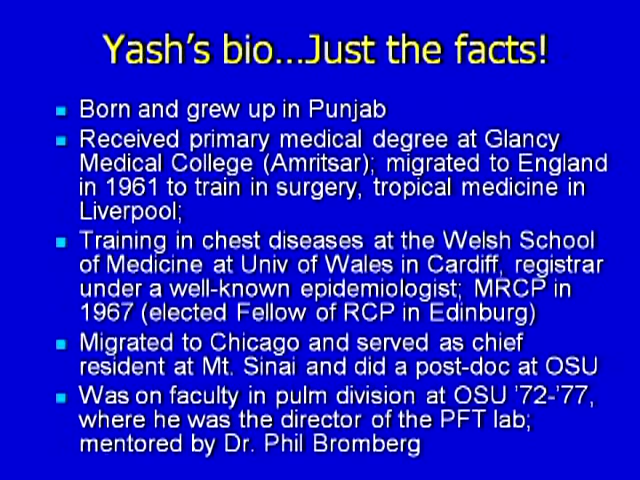 Yash's bio...Just the facts!
Born and grew up in Punjab
Received primary medical degree at Glancy
Medical College (Amritsar); migrated to England
in 1961 to train in surgery, tropical medicine in
Liverpool;
Training in chest diseases at the Welsh School
of Medicine at Univ of Wales in Cardiff, registrar
under a well-known epidemiologist; MRCP in
1967 (elected Fellow of RCP in Edinburg)
Migrated to Chicago and served as chief
resident at Mt. Sinai and did a post-doc at OSU
Was on faculty in pulm division at OSU '72-'77,
where he was the director of the PFT lab;
mentored by Dr. Phil Bromberg